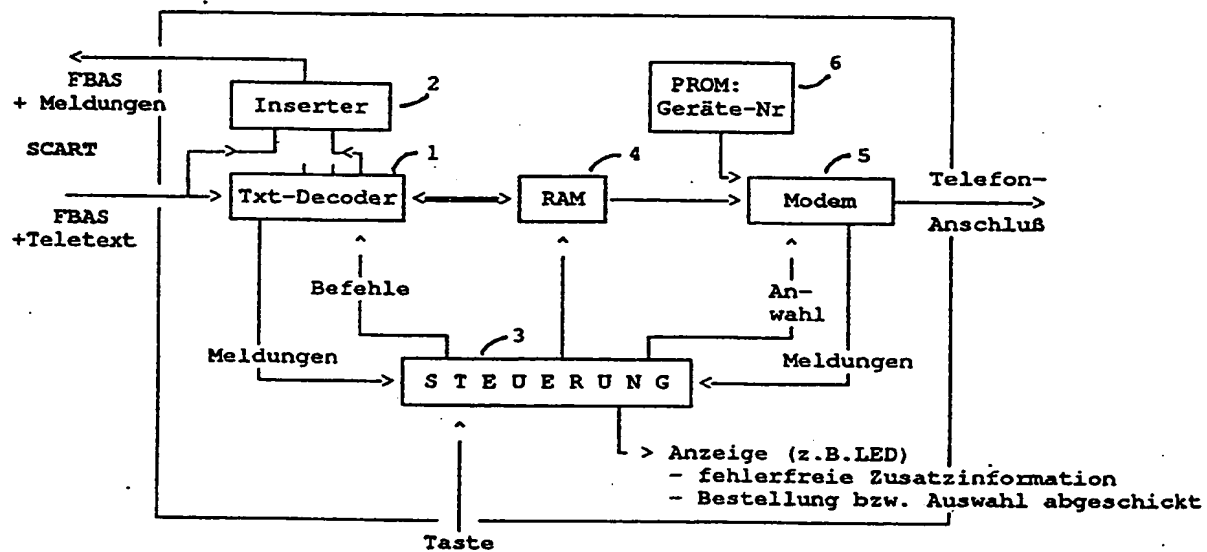 FBAS
+ Meldungen
SCART
FBAS
+Teletext
Inserter
2
Txt-Decoder
1
RAM
4
PROM:
Geräte-Nr
6
Modem
5
Telefon-
Anschluß
Befehle
An-
wahl
Meldungen
3
Meldungen
STEUERUNG
> Anzeige (z.B.LED)
- fehlerfreie Zusatzinformation
- Bestellung bzw. Auswahl abgeschickt
Taste